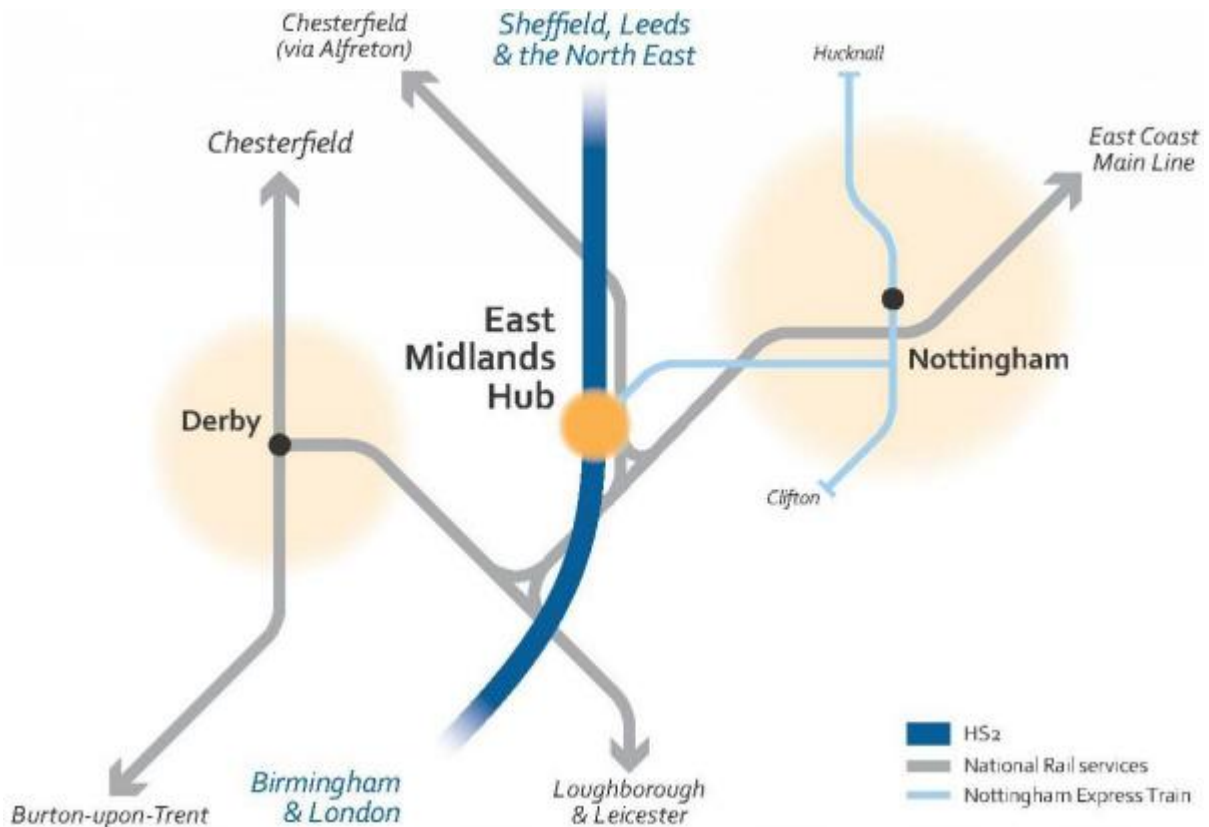 Chesterfield
(via Alfreton)
Sheffield, Leeds
& the North East
Hucknall
East Coast
Main Line
Chesterfield
East
Midlands
Hub
Nottingham
Derby
Clifton
Burton-upon-Trent
Birmingham
& London
Loughborough
& Leicester
HS2
National Rail services
Nottingham Express Train